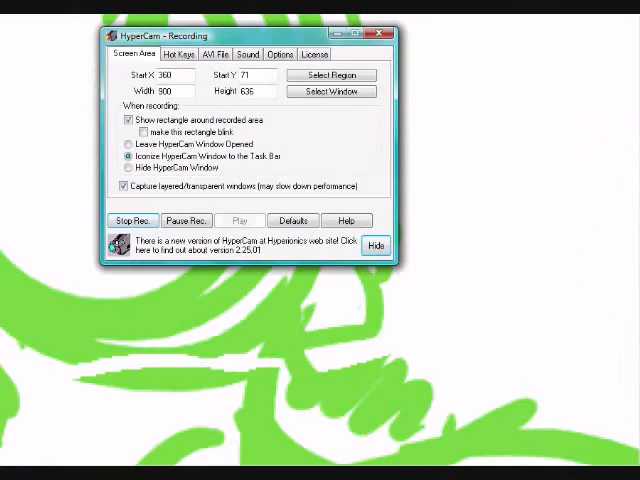 HyperCam - Recording
Screen Area Hot Keys AVI File Sound Options License
Start X 360 Start Y 71 Select Region
Width 900 Height 636 Select Window
When recording:
Show rectangle around recorded area
make this rectangle blink
Leave HyperCam Window Opened
Iconize HyperCam Window to the Task Bar
Hide HyperCam Window
Capture layered/transparent windows (may slow down performance)
Stop Rec. Pause Rec. Play Defaults Help
There is a new version of HyperCam at Hyperionics web site! Click
here to find out about version 2.25.01
Hide